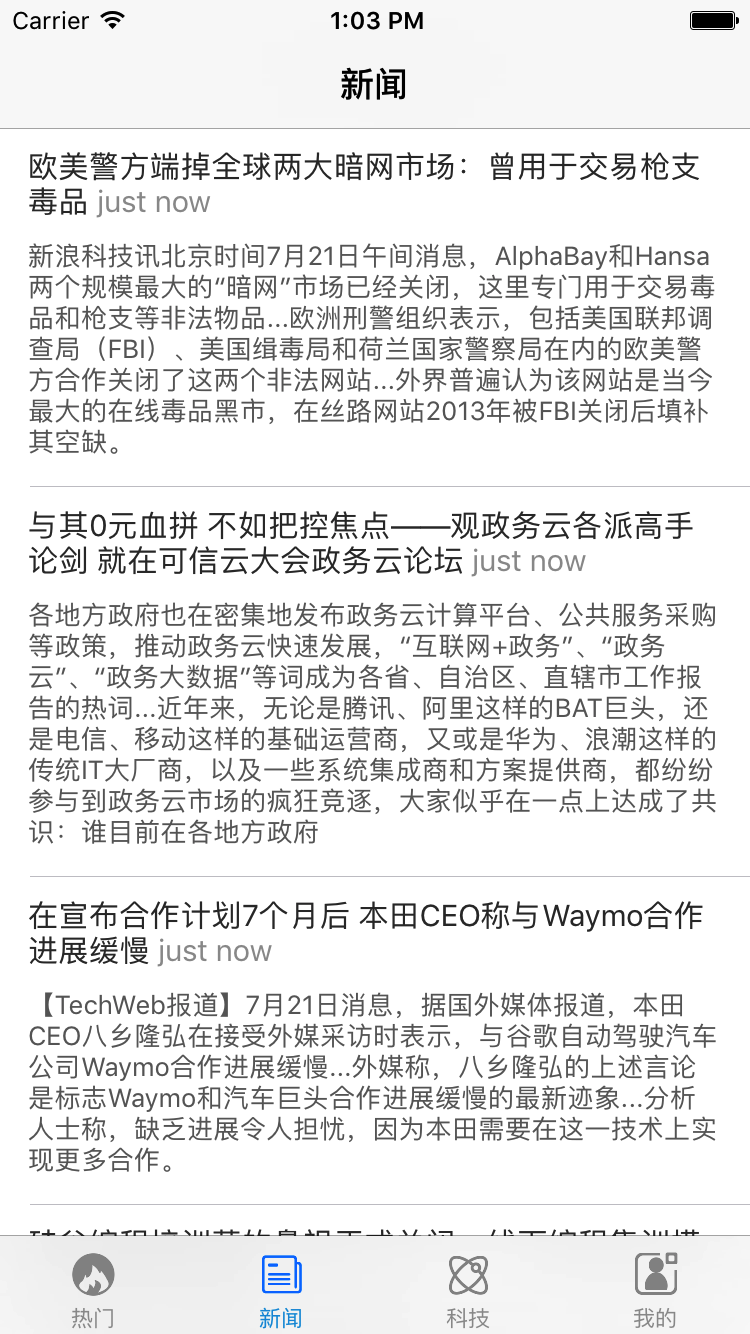 Carrier 1:03 PM
新闻
欧美警方端掉全球两大暗网市场：曾用于交易枪支
毒品 just now
新浪科技讯北京时间7月21日午间消息，AlphaBay和Hansa
两个规模最大的“暗网”市场已经关闭，这里专门用于交易毒
品和枪支等非法物品...欧洲刑警组织表示，包括美国联邦调
查局（FBI）、美国缉毒局和荷兰国家警察局在内的欧美警
方合作关闭了这两个非法网站...外界普遍认为该网站是当今
最大的在线毒品黑市，在丝路网站2013年被FBI关闭后填补
其空缺。
与其0元血拼 不如把控焦点——观政务云各派高手
论剑 就在可信云大会政务云论坛 just now
各地方政府也在密集地发布政务云计算平台、公共服务采购
等政策，推动政务云快速发展，“互联网+政务”、“政务
云”、“政务大数据”等词成为各省、自治区、直辖市工作报
告的热词...近年来，无论是腾讯、阿里这样的BAT巨头，还
是电信、移动这样的基础运营商，又或是华为、浪潮这样的
传统IT大厂商，以及一些系统集成商和方案提供商，都纷纷
参与到政务云市场的疯狂竞逐，大家似乎在一点上达成了共
识：谁目前在各地方政府
在宣布合作计划7个月后 本田CEO称与Waymo合作
进展缓慢 just now
【TechWeb报道】7月21日消息，据国外媒体报道，本田
CEO八乡隆弘在接受外媒采访时表示，与谷歌自动驾驶汽车
公司Waymo合作进展缓慢...外媒称，八乡隆弘的上述言论
是标志Waymo和汽车巨头合作进展缓慢的最新迹象...分析
人士称，缺乏进展令人担忧，因为本田需要在这一技术上实
现更多合作。
热门 新闻 科技 我的